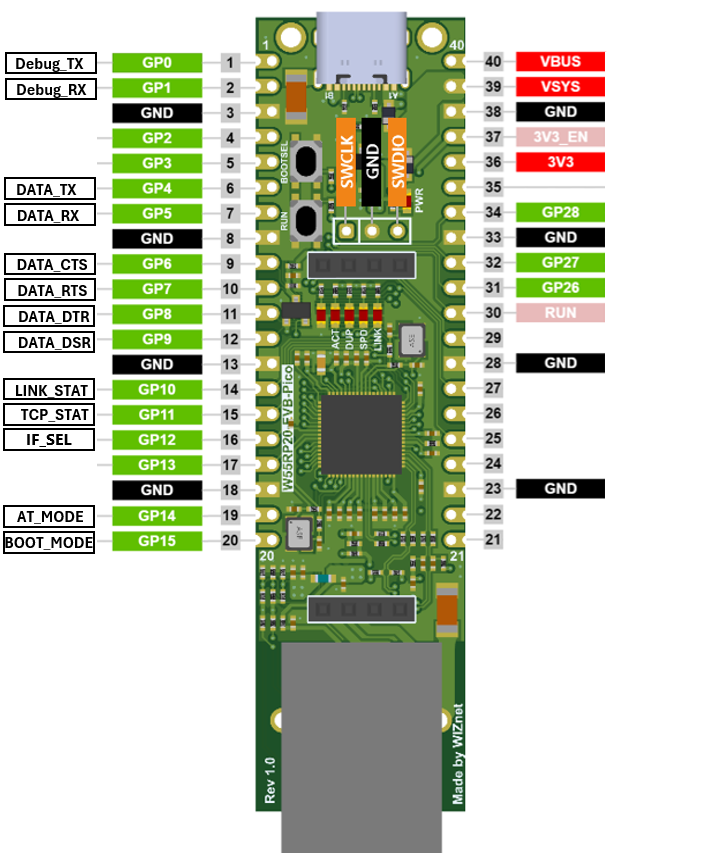 1
40
Debug_TX GP0 1
40 VBUS
Debug_RX GP1 2
39 VSYS
B1
A1
GND 3
38 GND
GP2 4
37 3V3_EN
GP3 5
36 3V3
BOOTSEL
SWCLK
GND
SWDIO
DATA_TX GP4 6
35
PWR
DATA_RX GP5 7
34 GP28
RUN
GND 8
33 GND
DATA_CTS GP6 9
32 GP27
DATA_RTS GP7 10
31 GP26
DATA_DTR GP8 11
30 RUN
ACT
DUP
SPD
LINK
DATA_DSR GP9 12
29
GND 13
28 GND
LINK_STAT GP10 14
27
TCP_STAT GP11 15
26
IF_SEL GP12 16
25
W55RP20_EVB-Pico
GP13 17
24
GND 18
23 GND
AT_MODE GP14 19
22
BOOT_MODE GP15 20
21
20
21
Rev 1.0
Made by WIZnet